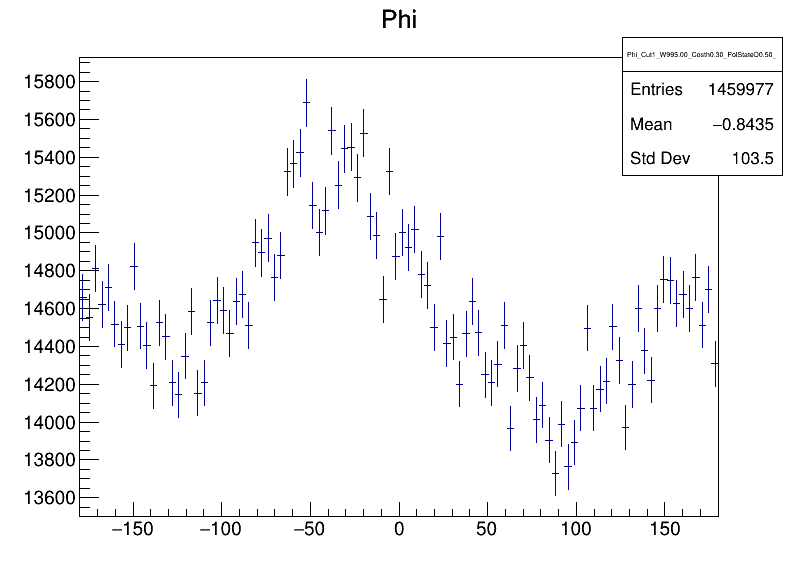 Phi
Phi_Cut1_W995.00_Costh0.30_PolState0.50_
Entries 1459977
Mean −0.8435
Std Dev 103.5
15800
15600
15400
15200
15000
14800
14600
14400
14200
14000
13800
13600
−150 −100 −50 0 50 100 150